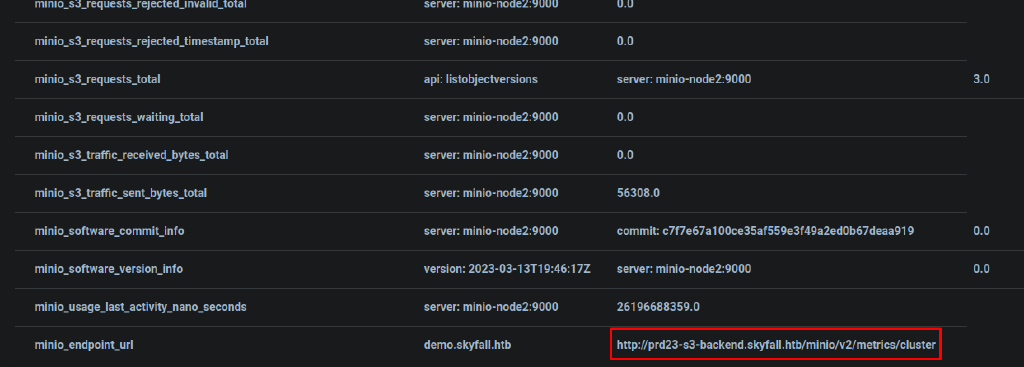 minio_s3_requests_rejected_invalid_total server: minio-node2:9000 0.0
minio_s3_requests_rejected_timestamp_total server: minio-node2:9000 0.0
minio_s3_requests_total api: listobjectversions server: minio-node2:9000 3.0
minio_s3_requests_waiting_total server: minio-node2:9000 0.0
minio_s3_traffic_received_bytes_total server: minio-node2:9000 0.0
minio_s3_traffic_sent_bytes_total server: minio-node2:9000 56308.0
minio_software_commit_info server: minio-node2:9000 commit: c7f7e67a100ce35af559e3f49a2ed0b67deaa919 0.0
minio_software_version_info version: 2023-03-13T19:46:17Z server: minio-node2:9000 0.0
minio_usage_last_activity_nano_seconds server: minio-node2:9000 26196688359.0
minio_endpoint_url demo.skyfall.htb http://prd23-s3-backend.skyfall.htb/minio/v2/metrics/cluster